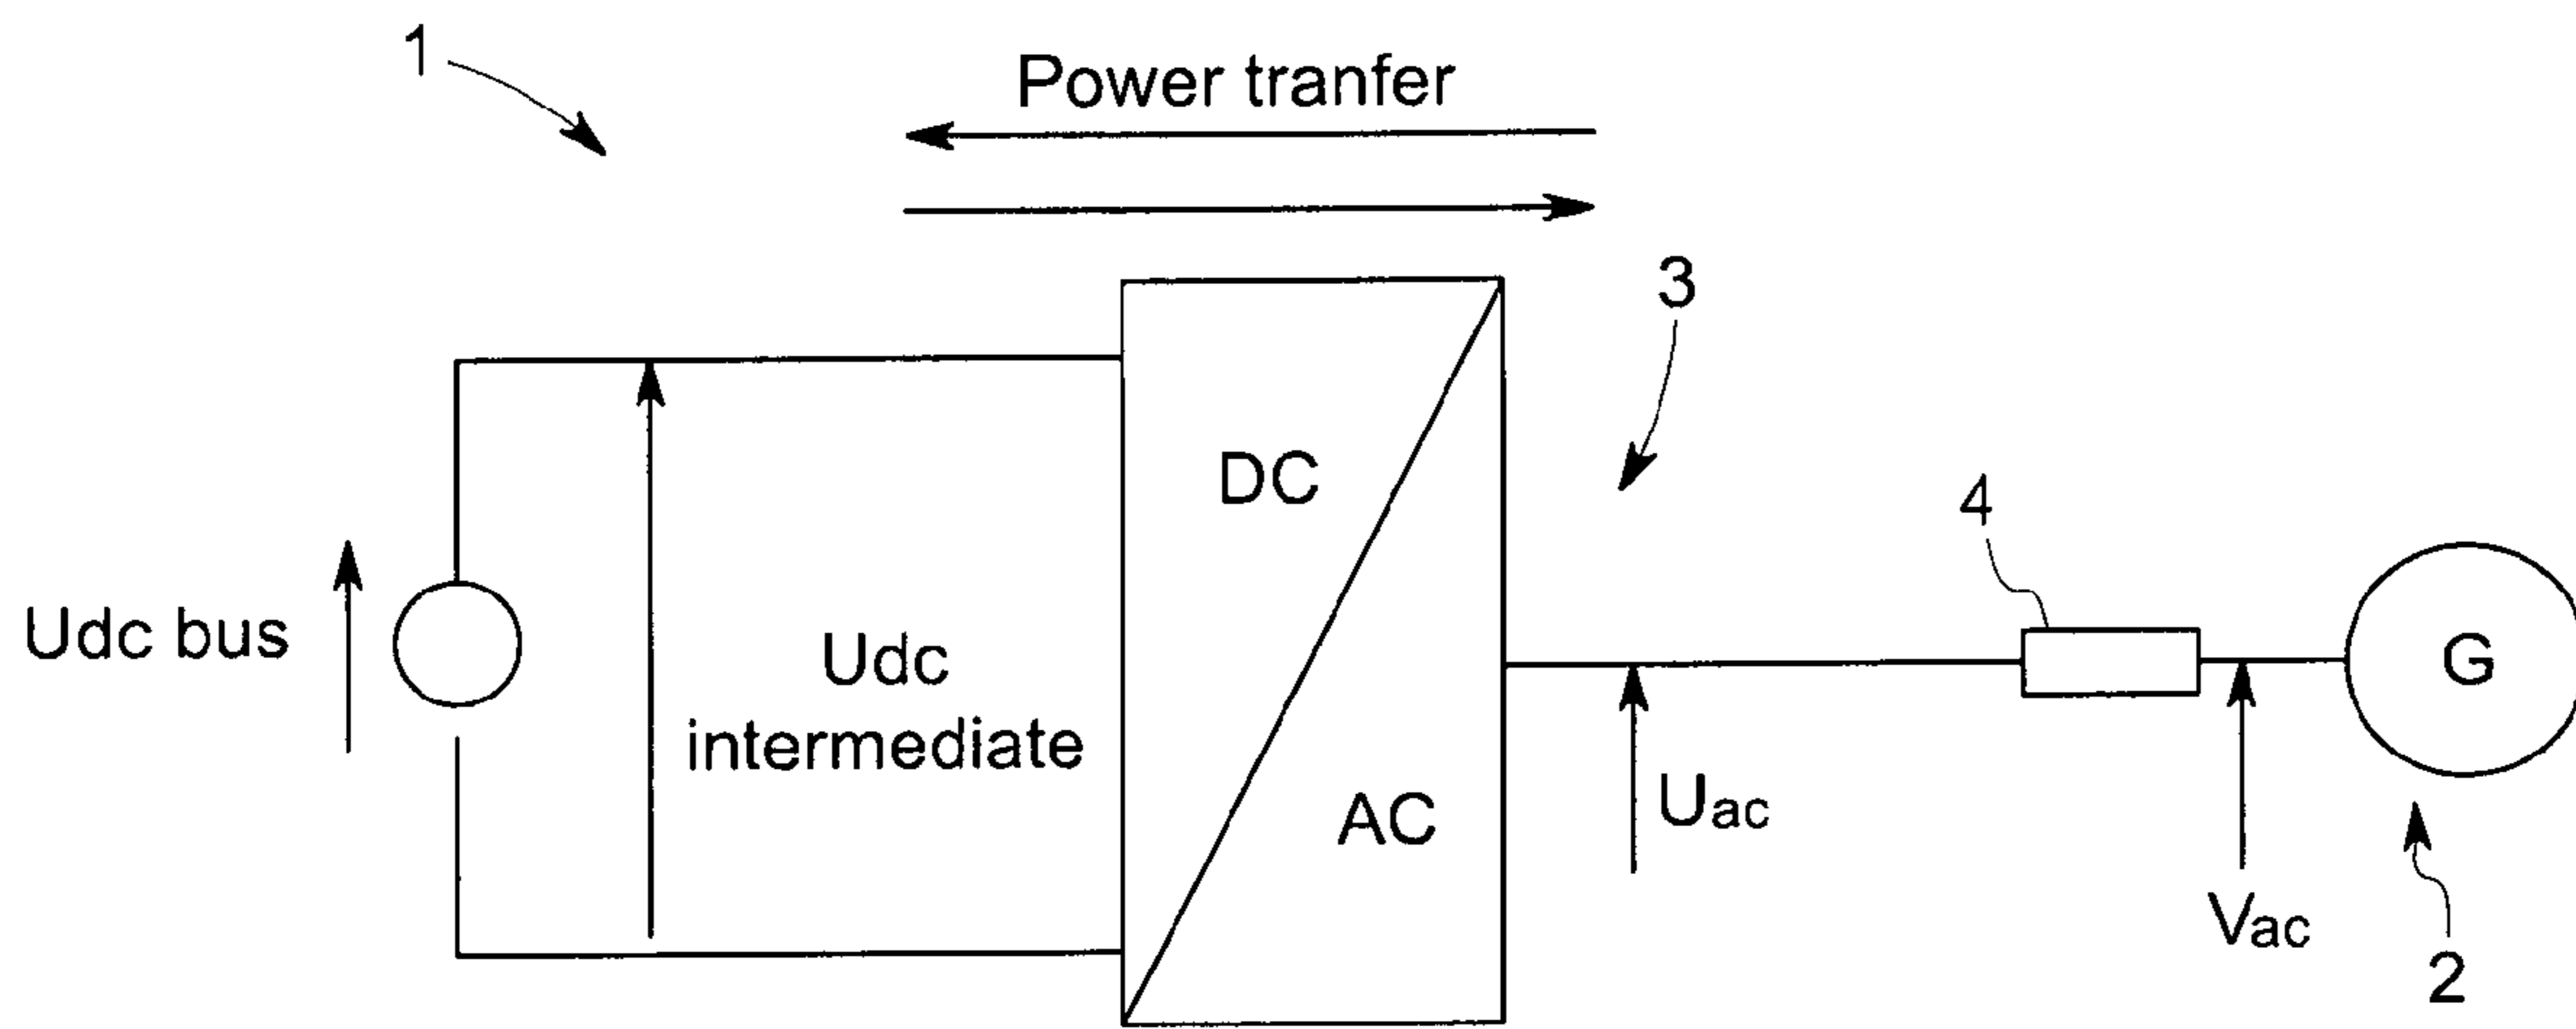 1
Power tranfer
3
DC
4
Udc bus
Udc
intermediate
G
AC
Uac
Vac
2